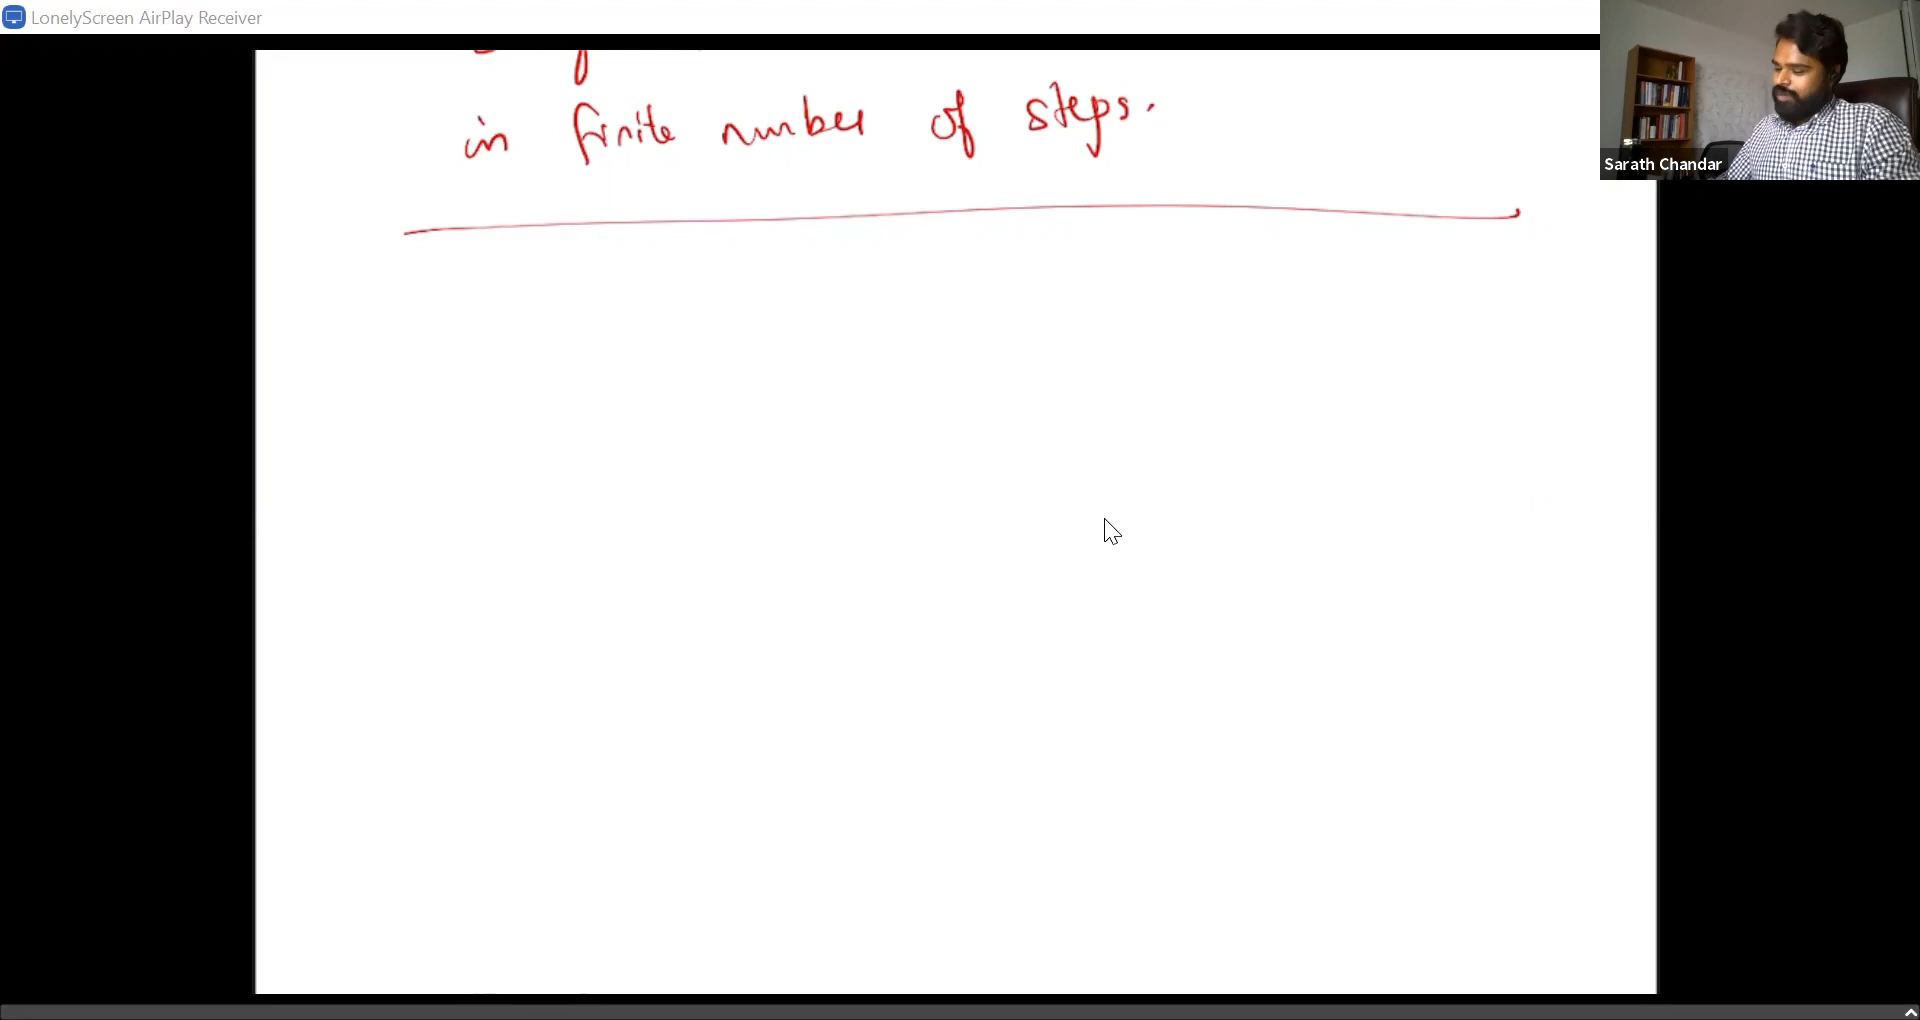 LonelyScreen AirPlay Receiver
in finite number of steps.
Sarath Chandar